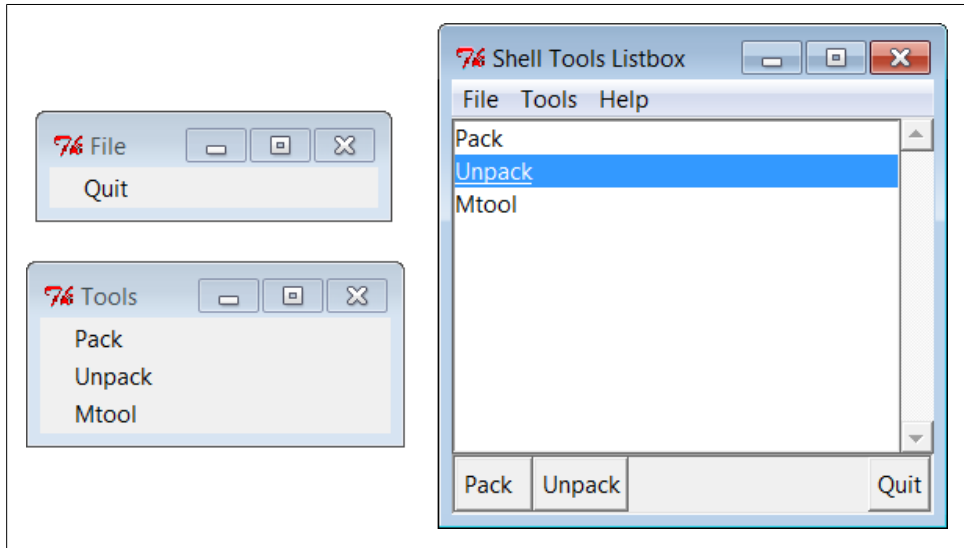 File
Quit
Tools
Pack
Unpack
Mtool
Shell Tools Listbox
File Tools Help
Pack
Unpack
Mtool
Pack Unpack Quit